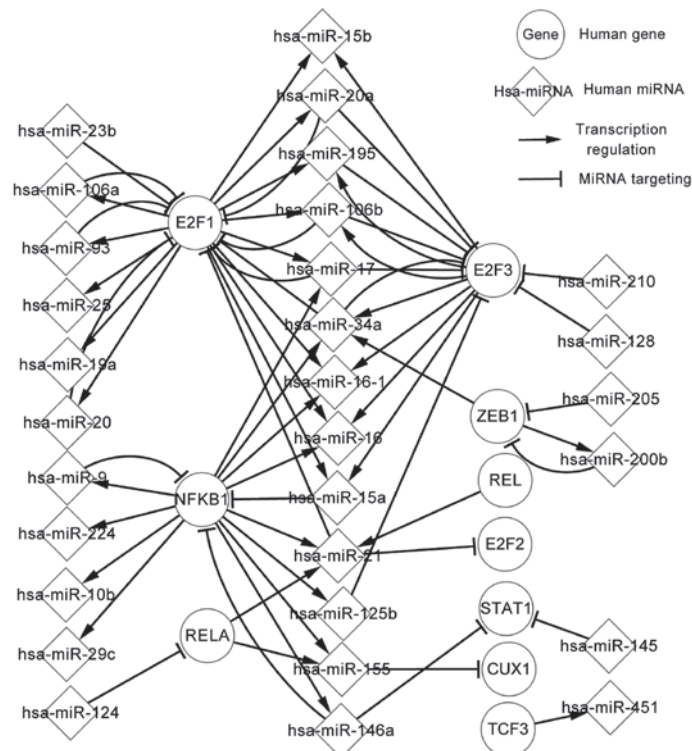 hsa-miR-15b
Gene
Human gene
hsa-miR-20a
Hsa-miRNA
Human miRNA
hsa-miR-23b
Transcription
regulation
hsa-miR-195
hsa-miR-106a
MiRNA targeting
hsa-miR-106b
E2F1
hsa-miR-93
hsa-miR-17
E2F3
hsa-miR-210
hsa-miR-25
hsa-miR-34a
hsa-miR-128
hsa-miR-19a
hsa-miR-16-1
hsa-miR-205
ZEB1
hsa-miR-20
hsa-miR-16
hsa-miR-200b
hsa-miR-9
REL
NFKB1
hsa-miR-15a
hsa-miR-224
E2F2
hsa-miR-21
hsa-miR-10b
STAT1
hsa-miR-125b
RELA
hsa-miR-145
hsa-miR-29c
hsa-miR-155
CUX1
hsa-miR-124
hsa-miR-451
TCF3
hsa-miR-146a